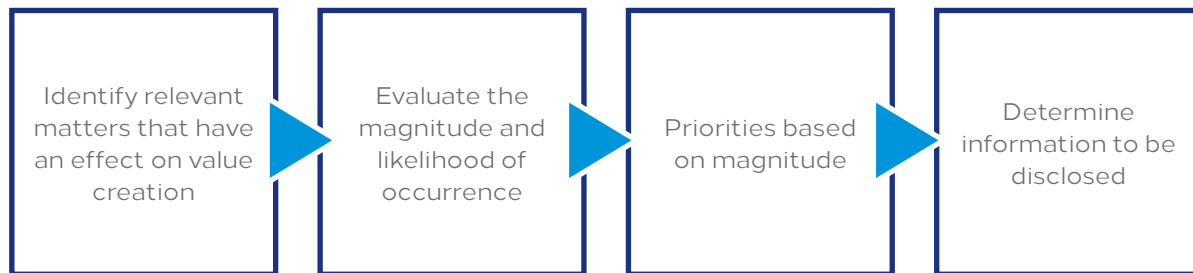 Identify relevant
matters that have
an effect on value
creation
Evaluate the
magnitude and
likelihood of
occurrence
Priorities based
on magnitude
Determine
information to be
disclosed